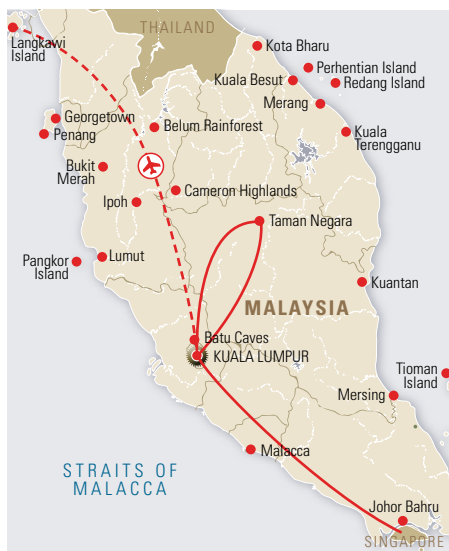 THAILAND
Langkawi
Island
Kota Bharu
Perhentian Island
Kuala Besut
Redang Island
Merang
Georgetown
Penang
Belum Rainforest
Kuala
Terengganu
Bukit
Merah
Cameron Highlands
Ipoh
Taman Negara
Lumut
Pangkor
Island
Kuantan
MALAYSIA
Batu Caves
KUALA LUMPUR
Tioman
Island
Mersing
Malacca
STRAITS OF
MALACCA
Johor Bahru
SINGAPORE